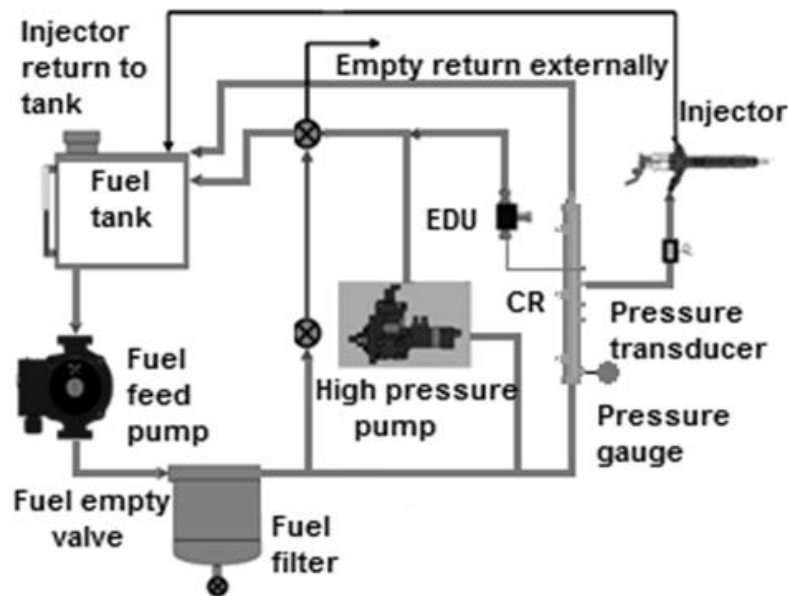 Injector
return to
tank
Empty return externally
Injector
Fuel
tank
EDU
CR
Pressure
transducer
Fuel
feed
pump
High pressure
pump
Pressure
gauge
Fuel empty
valve
Fuel
filter